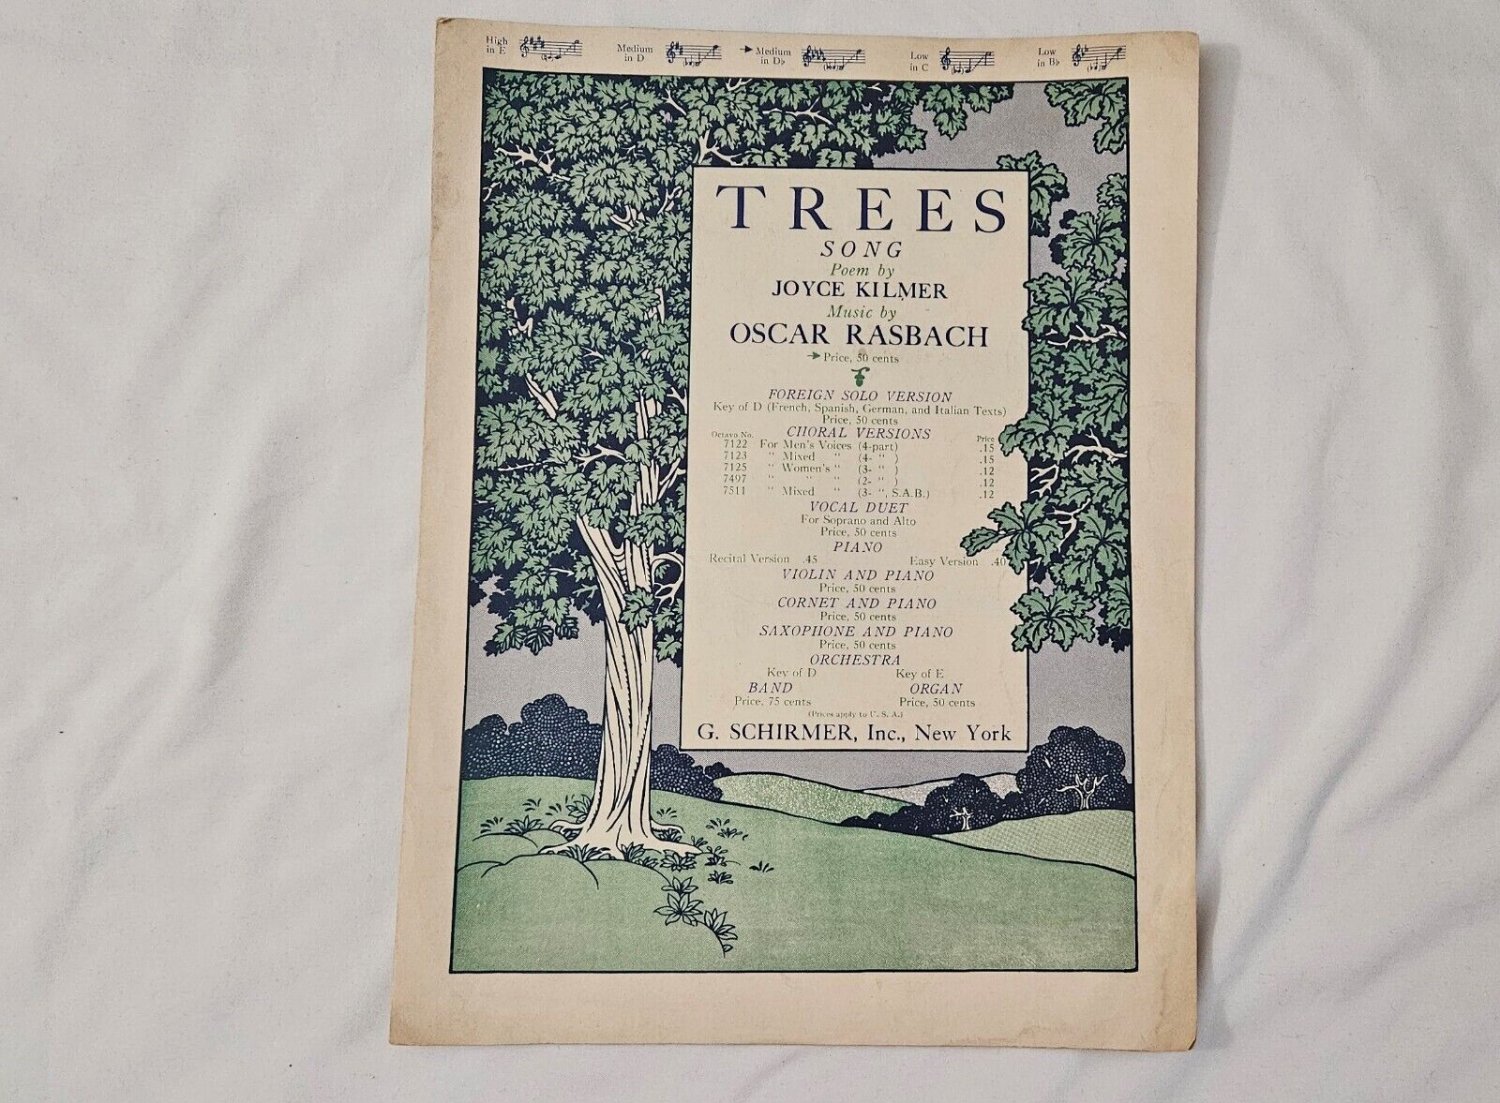 High in E Medium in D Medium in D♭ Low in C Low in B♭
TREES
SONG
Poem by
JOYCE KILMER
Music by
OSCAR RASBACH
Price, 50 cents
FOREIGN SOLO VERSION
Key of D (French, Spanish, German, and Italian Texts)
Price, 50 cents
CHORAL VERSIONS
Octavo No. Price
7122 For Men's Voices (4-part) .15
7123 " Mixed " (4- " ) .15
7125 " Women's " (3- " ) .12
7497 " " " (2- " ) .12
7511 " Mixed " (3- ", S.A.B.) .12
VOCAL DUET
For Soprano and Alto
Price, 50 cents
PIANO
Recital Version .45 Easy Version .40
VIOLIN AND PIANO
Price, 50 cents
CORNET AND PIANO
Price, 50 cents
SAXOPHONE AND PIANO
Price, 50 cents
ORCHESTRA
Key of D Key of E
BAND ORGAN
Price, 75 cents Price, 50 cents
(Prices apply to U. S. A.)
G. SCHIRMER, Inc., New York